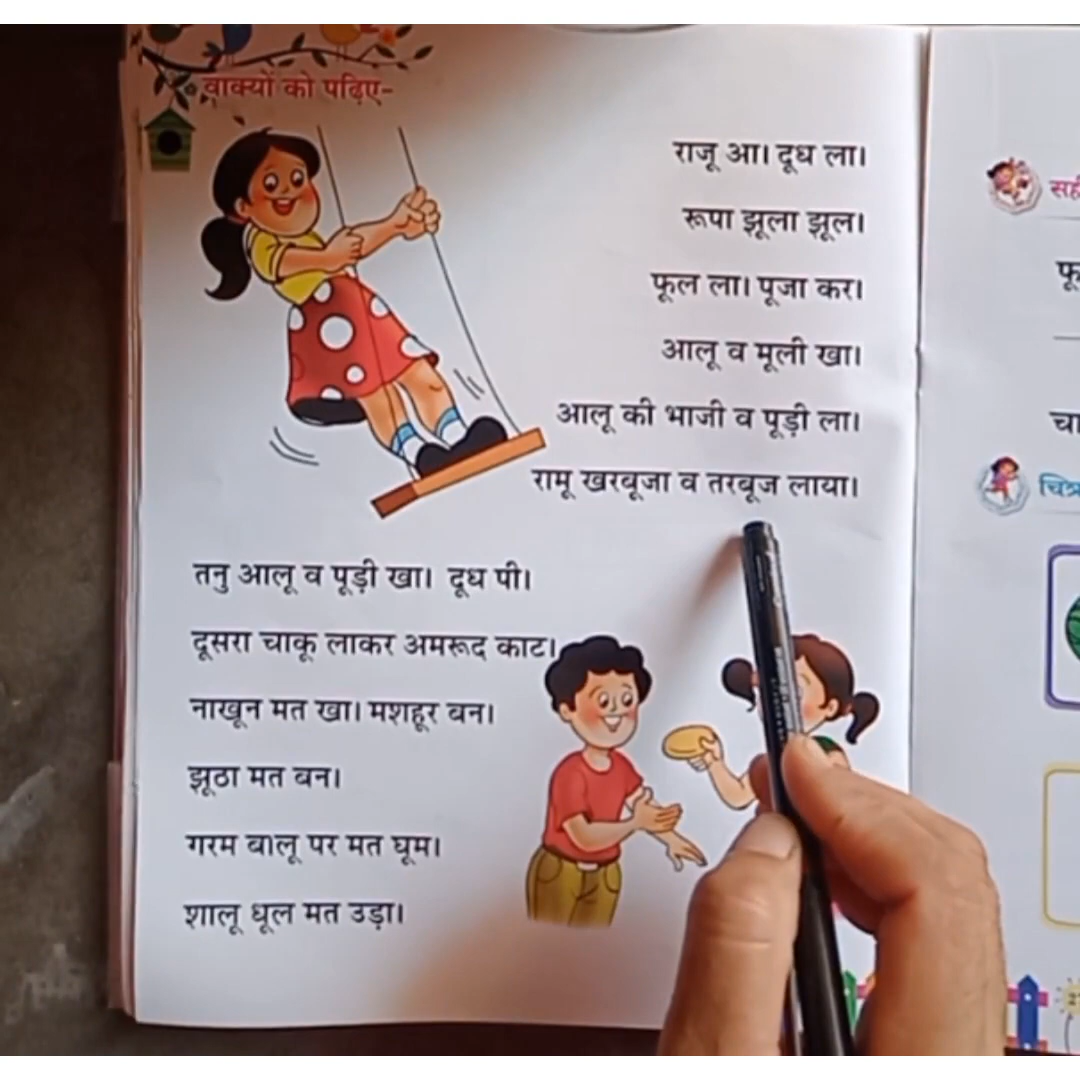 वाक्यों को पढ़िए-
राजू आ। दूध ला।
रूपा झूला झूल।
फूल ला। पूजा कर।
आलू व मूली खा।
आलू की भाजी व पूड़ी ला।
रामू खरबूजा व तरबूज लाया।
तनु आलू व पूड़ी खा। दूध पी।
दूसरा चाकू लाकर अमरूद काट।
नाखून मत खा। मशहूर बन।
झूठा मत बन।
गरम बालू पर मत घूम।
शालू धूल मत उड़ा।